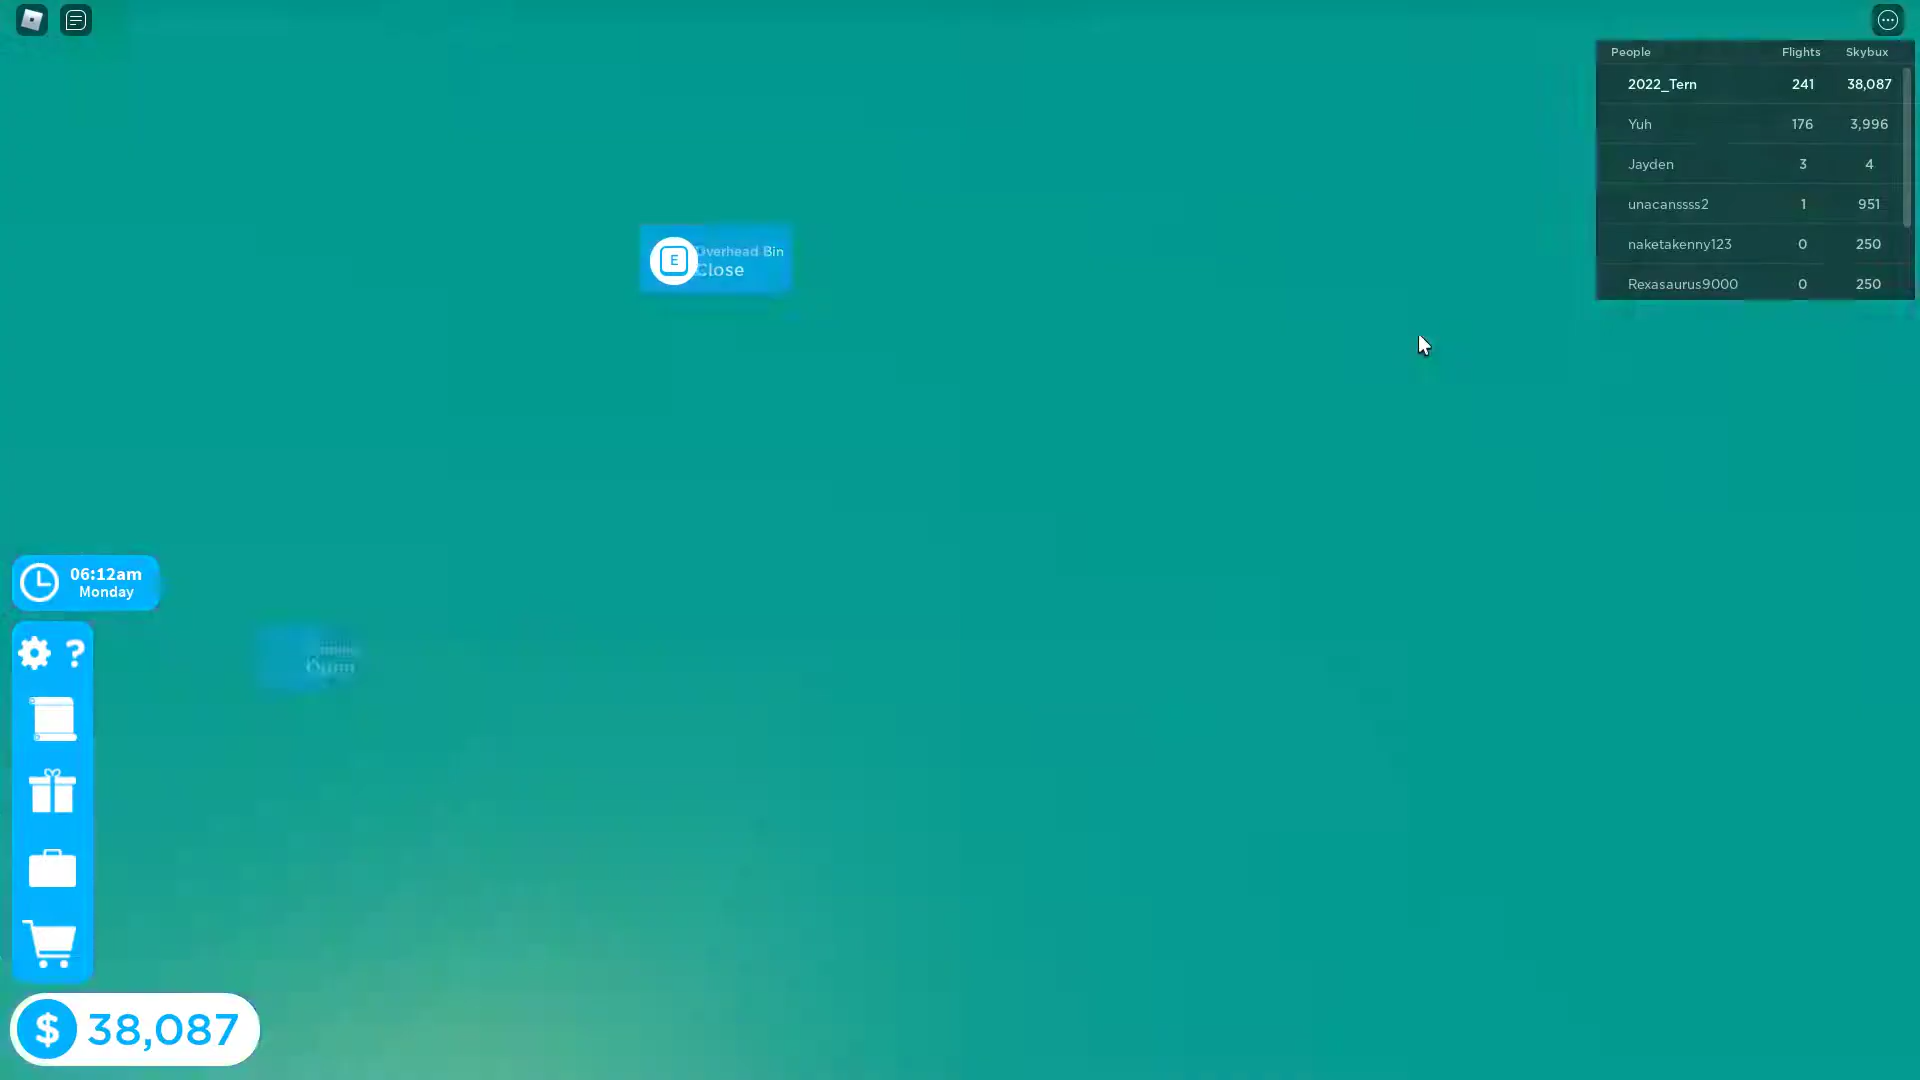 People Flights Skybux
2022_Tern 241 38,087
Yuh 176 3,996
Jayden 3 4
unacanssss2 1 951
naketakenny123 0 250
Rexasaurus9000 0 250
E
Overhead Bin
Close
06:12am
Monday
?
Open
$ 38,087